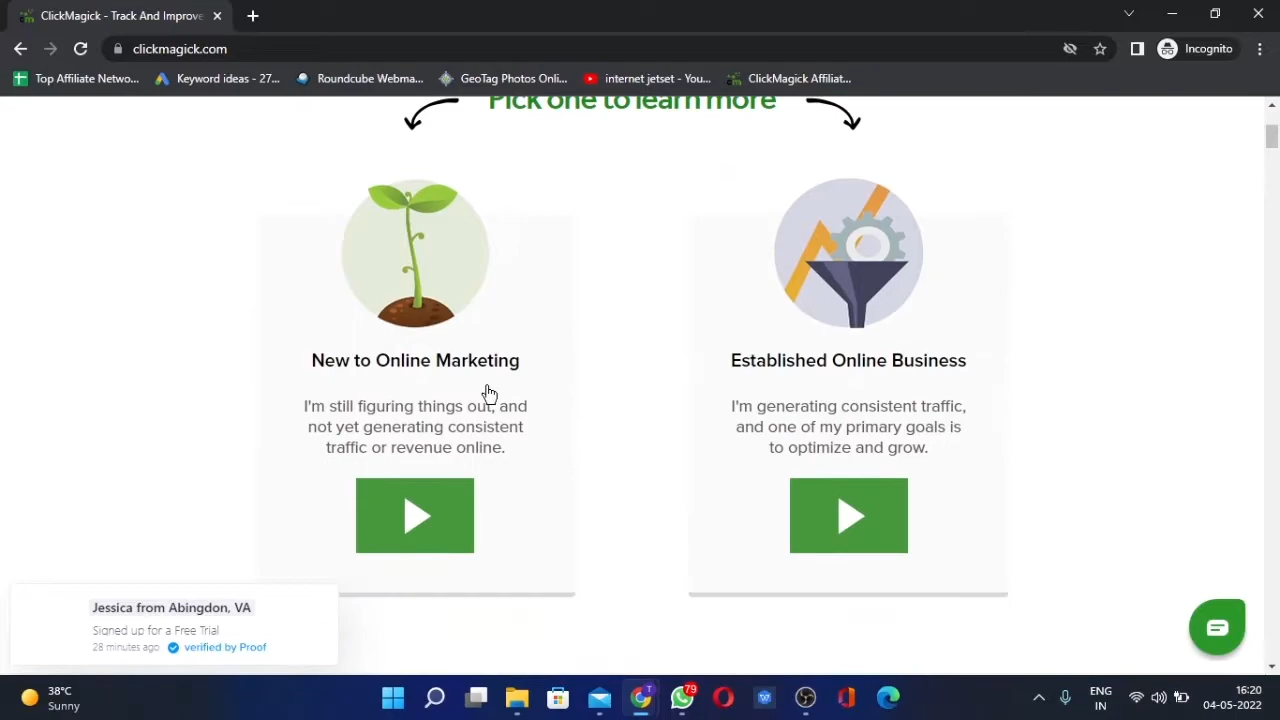 ClickMagick - Track And Improve
clickmagick.com
Incognito
Top Affiliate Netwo...
Keyword ideas - 27...
Roundcube Webma...
GeoTag Photos Onli...
internet jetset - You...
ClickMagick Affiliat...
Pick one to learn more
New to Online Marketing
I'm still figuring things out, and
not yet generating consistent
traffic or revenue online.
Established Online Business
I'm generating consistent traffic,
and one of my primary goals is
to optimize and grow.
Jessica from Abingdon, VA
Signed up for a Free Trial
28 minutes ago verified by Proof
38°C
Sunny
79
ENG
IN
16:20
04-05-2022